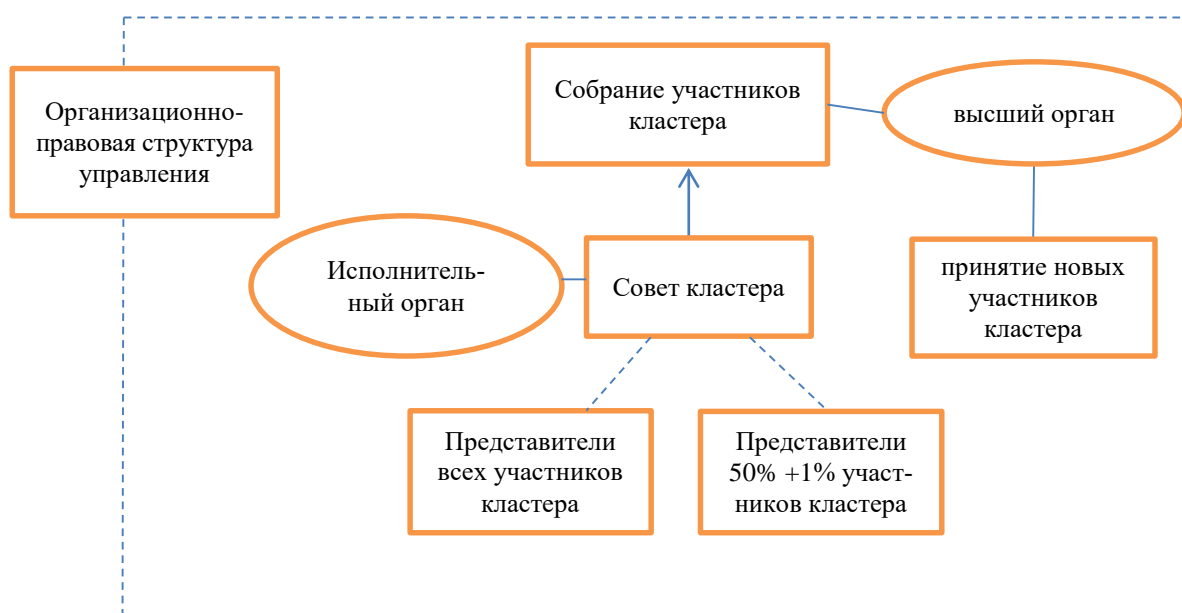 Организационно-
правовая структура
управления
Собрание участников
кластера
высший орган
Исполнитель-
ный орган
Совет кластера
принятие новых
участников
кластера
Представители
всех участников
кластера
Представители
50% +1% участ-
ников кластера